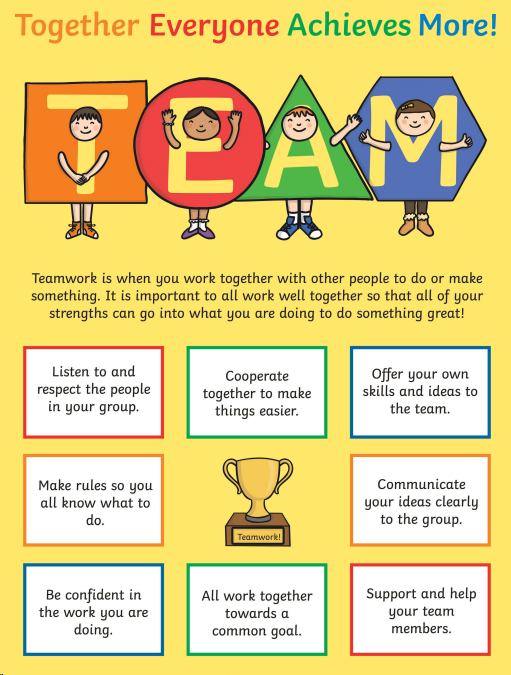 Together Everyone Achieves More!
T E A M
Teamwork is when you work together with other people to do or make
something. It is important to all work well together so that all of your
strengths can go into what you are doing to do something great!
Listen to and
respect the people
in your group.
Cooperate
together to make
things easier.
Offer your own
skills and ideas to
the team.
Make rules so you
all know what to
do.
Teamwork!
Communicate
your ideas clearly
to the group.
Be confident in
the work you are
doing.
All work together
towards a
common goal.
Support and help
your team
members.